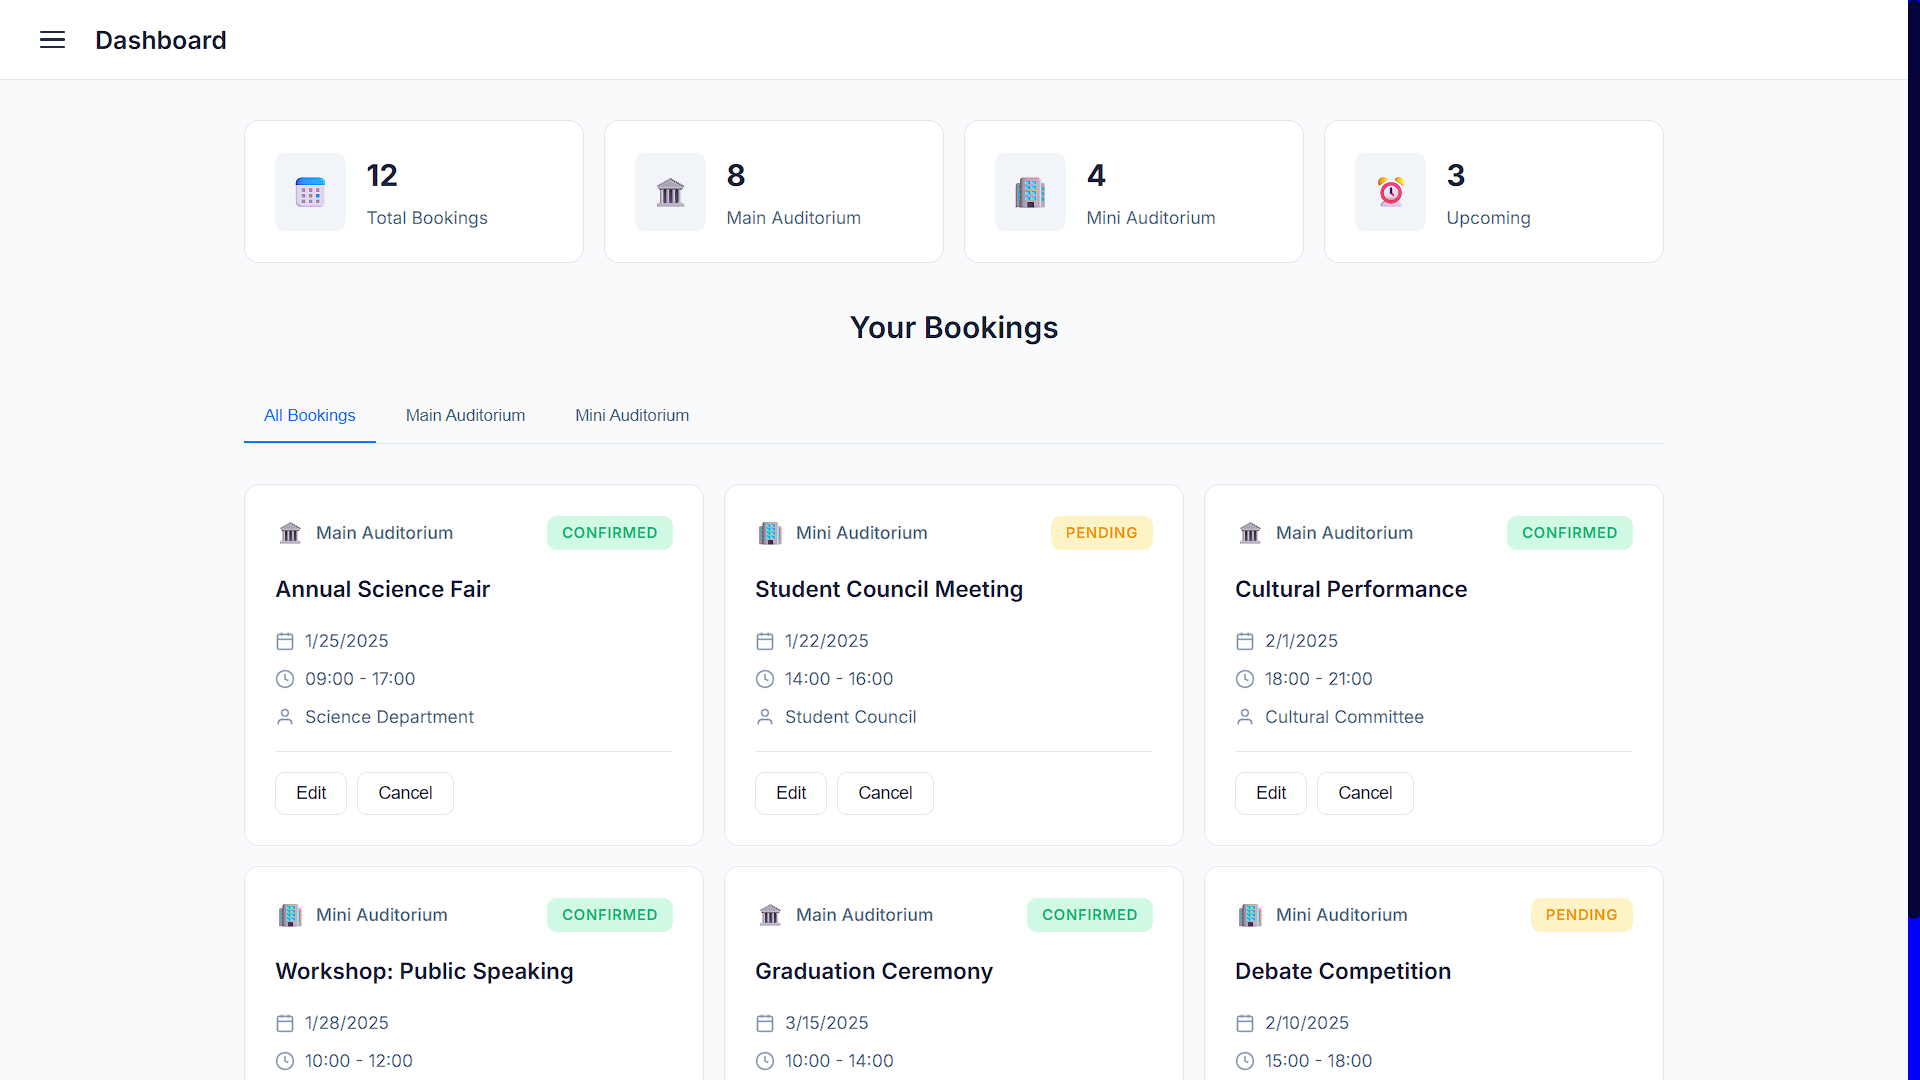 Dashboard
12
Total Bookings
8
Main Auditorium
4
Mini Auditorium
3
Upcoming
Your Bookings
All Bookings
Main Auditorium
Mini Auditorium
Main Auditorium
CONFIRMED
Annual Science Fair
1/25/2025
09:00 - 17:00
Science Department
Edit
Cancel
Mini Auditorium
PENDING
Student Council Meeting
1/22/2025
14:00 - 16:00
Student Council
Edit
Cancel
Main Auditorium
CONFIRMED
Cultural Performance
2/1/2025
18:00 - 21:00
Cultural Committee
Edit
Cancel
Mini Auditorium
CONFIRMED
Workshop: Public Speaking
1/28/2025
10:00 - 12:00
Main Auditorium
CONFIRMED
Graduation Ceremony
3/15/2025
10:00 - 14:00
Mini Auditorium
PENDING
Debate Competition
2/10/2025
15:00 - 18:00